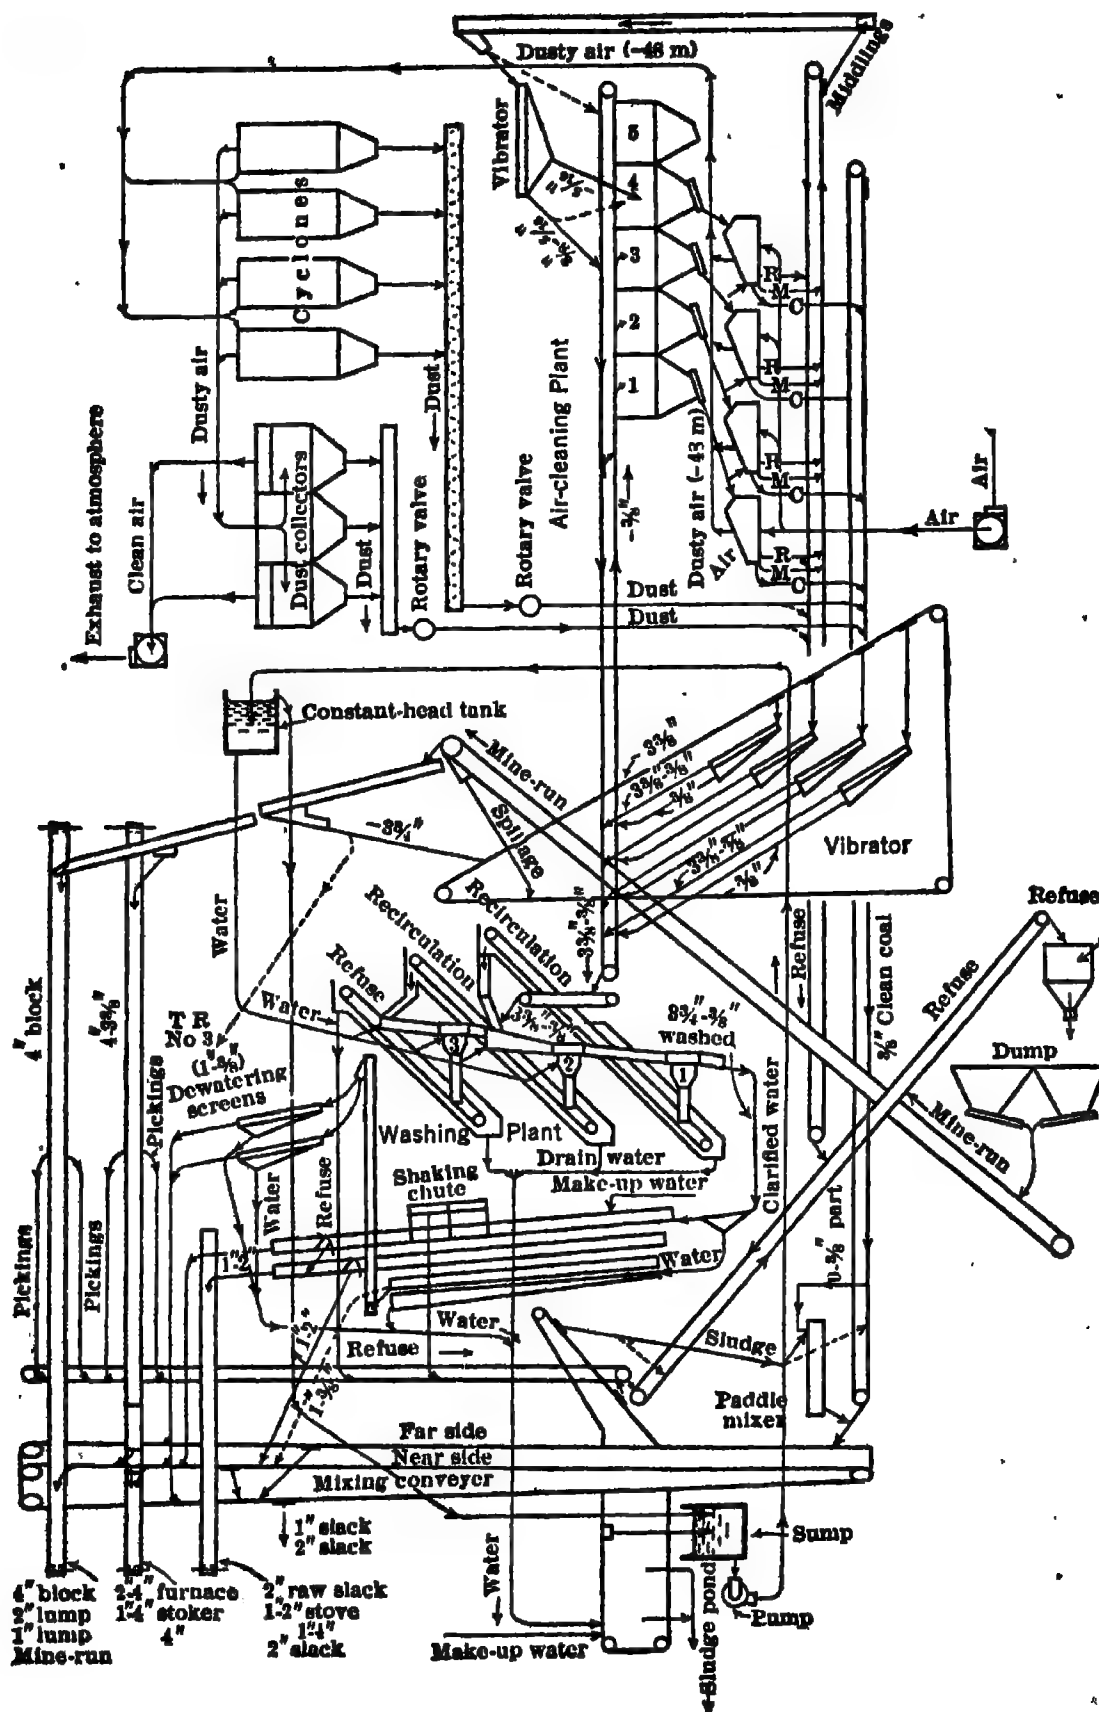 Dusty air (-48 m)
Middlings
Vibrator
5
4
3
2
1
Cyclones
Dusty air
Dust
Air-cleaning Plant
-3/8"
Dusty air (-48 m)
Air
R
M
C
R
M
C
R
M
C
R
M
C
Air
Air
Exhaust to atmosphere
Clean air
Dust collectors
Dust
Rotary valve
Rotary valve
Dust
Dust
Constant-head tank
Mine-run
Spillage
-3¾"
-3⅜"
3⅜"-⅜"
-⅜"
3⅜"-⅜"
-⅜"
Vibrator
Water
Recirculation
Recirculation
Refuse
Water
3⅜"-⅜"
3⅜"-⅜"
3
2
1
3¾"-⅜"
washed
Clarified water
Refuse
⅜" Clean coal
Refuse
Refuse
Dump
Mine-run
4" block
4"-3⅜"
T R
No 3
(1"-⅜")
Dewatering
screens
Pickings
Pickings
Pickings
Washing Plant
Drain water
Make-up water
Shaking
chute
Water
Refuse
Water
1"-2"
1"-2"
1"-⅜"
Water
Refuse
0-⅜" part
Sludge
Paddle
mixer
Far side
Near side
Mixing conveyer
1" slack
2" slack
Water
Sump
Pump
Sludge pond
Make-up water
4" block
2" lump
1" lump
Mine-run
2"-4" furnace
1"-4" stoker
4"
2" raw slack
1"-2" stove
1"-4"
2" slack